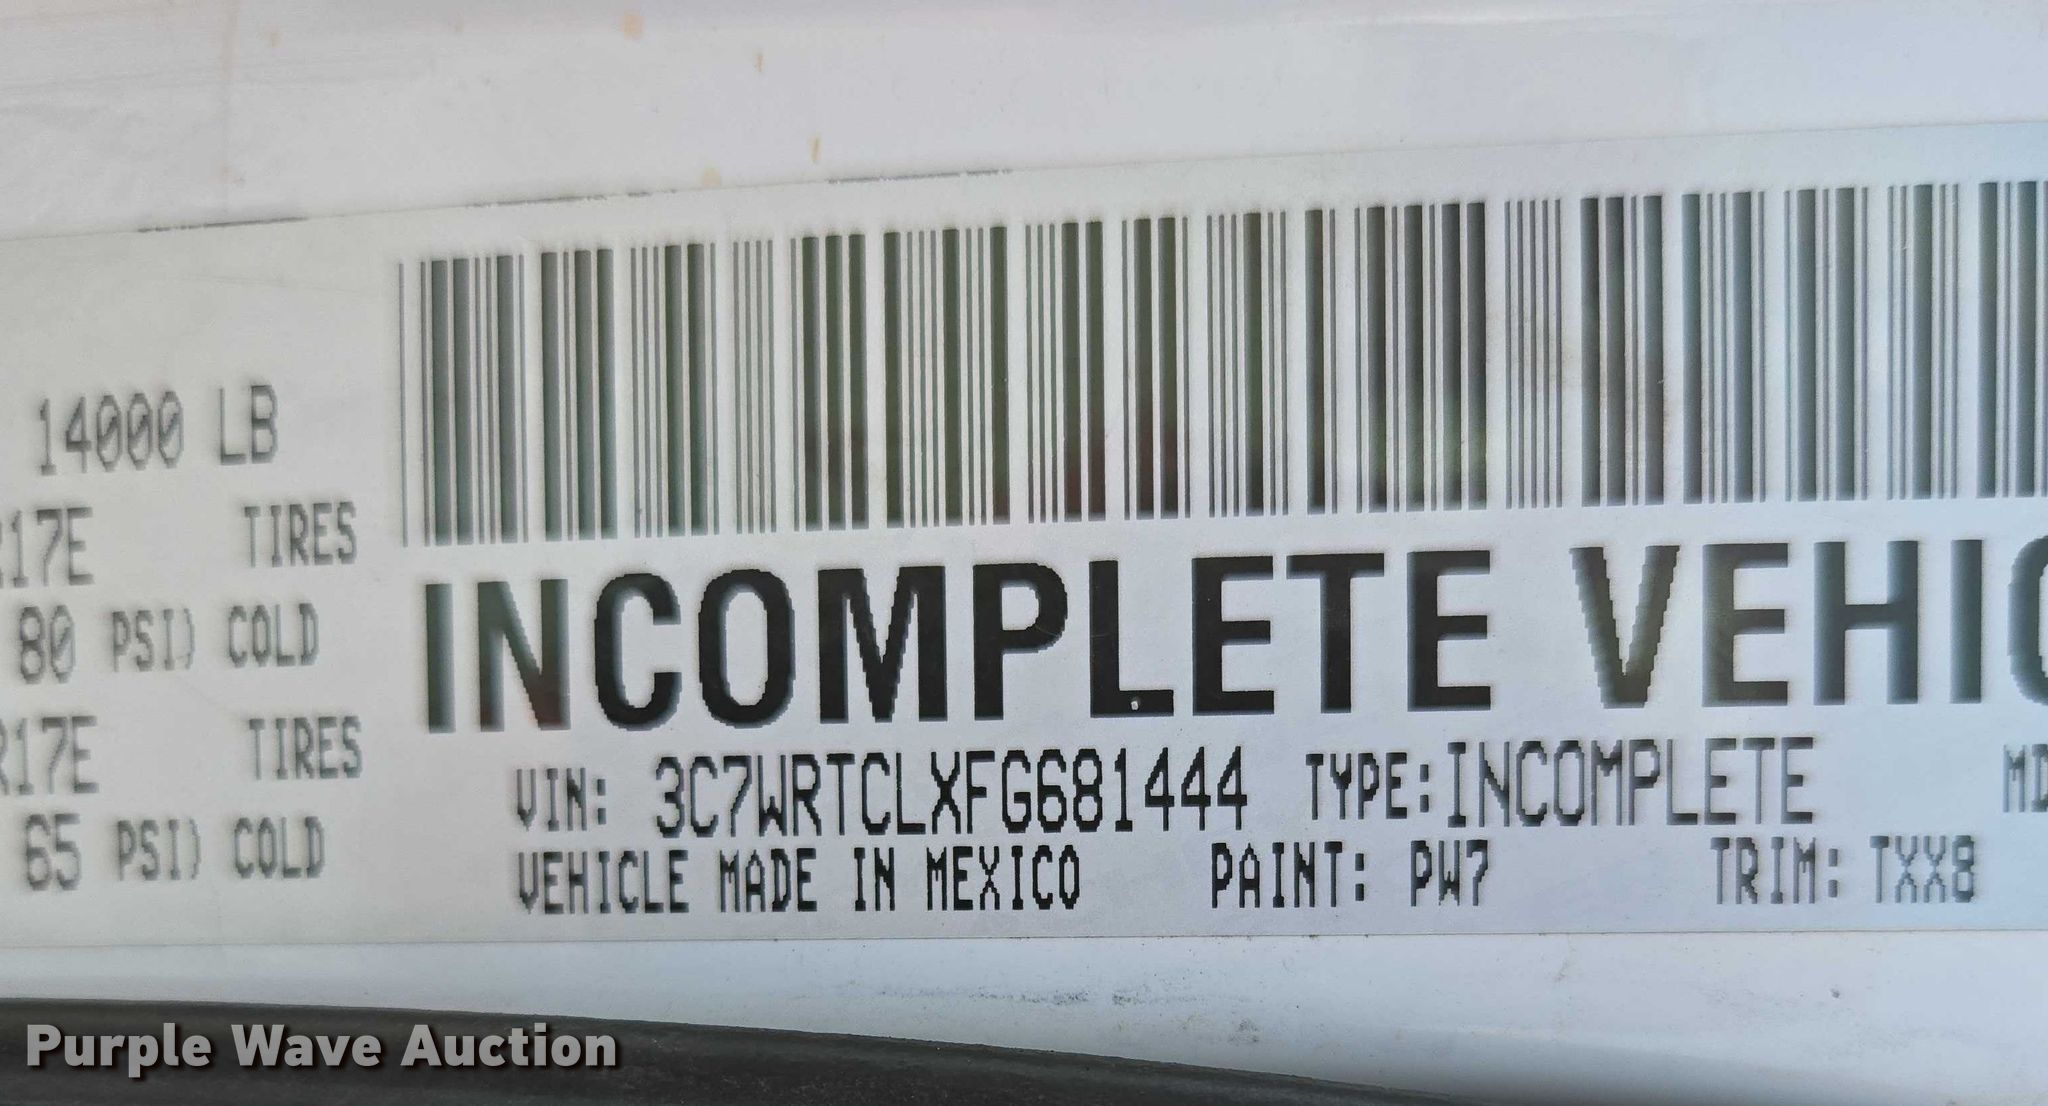 14000 LB
R17E TIRES
80 PSI) COLD
R17E TIRES
65 PSI) COLD
INCOMPLETE VEHIC
VIN: 3C7WRTCLXFG681444 TYPE:INCOMPLETE MD
VEHICLE MADE IN MEXICO PAINT: PW7 TRIM: TXX8
Purple Wave Auction